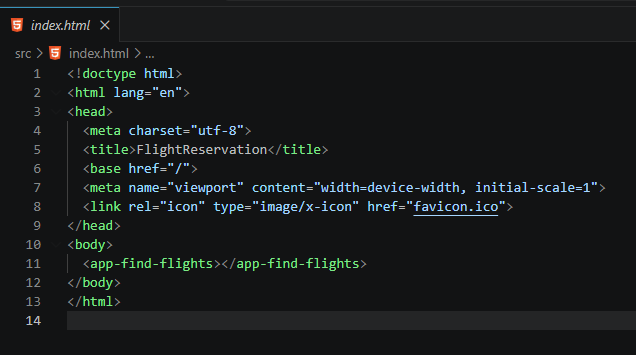 index.html ×
src > index.html > ...
1 <!doctype html>
2 <html lang="en">
3 <head>
4   <meta charset="utf-8">
5   <title>FlightReservation</title>
6   <base href="/">
7   <meta name="viewport" content="width=device-width, initial-scale=1">
8   <link rel="icon" type="image/x-icon" href="favicon.ico">
9 </head>
10 <body>
11   <app-find-flights></app-find-flights>
12 </body>
13 </html>
14